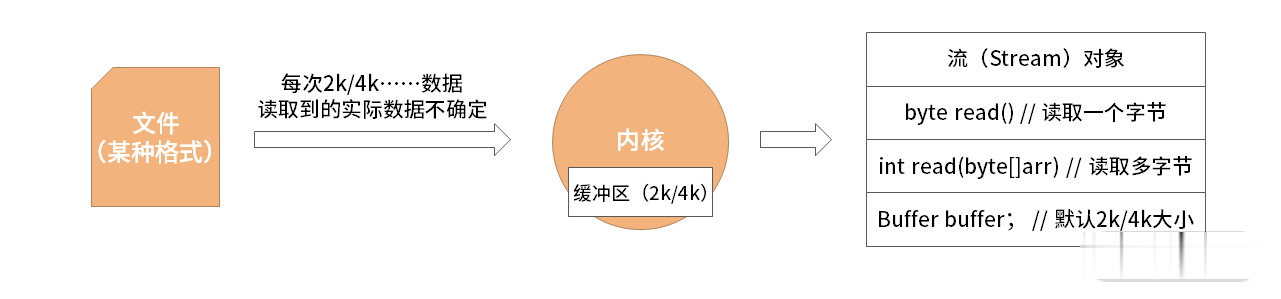 文件
（某种格式）
每次2k/4k……数据
读取到的实际数据不确定
内核
缓冲区（2k/4k）
流（Stream）对象
byte read() // 读取一个字节
int read(byte[]arr) // 读取多字节
Buffer buffer； // 默认2k/4k大小